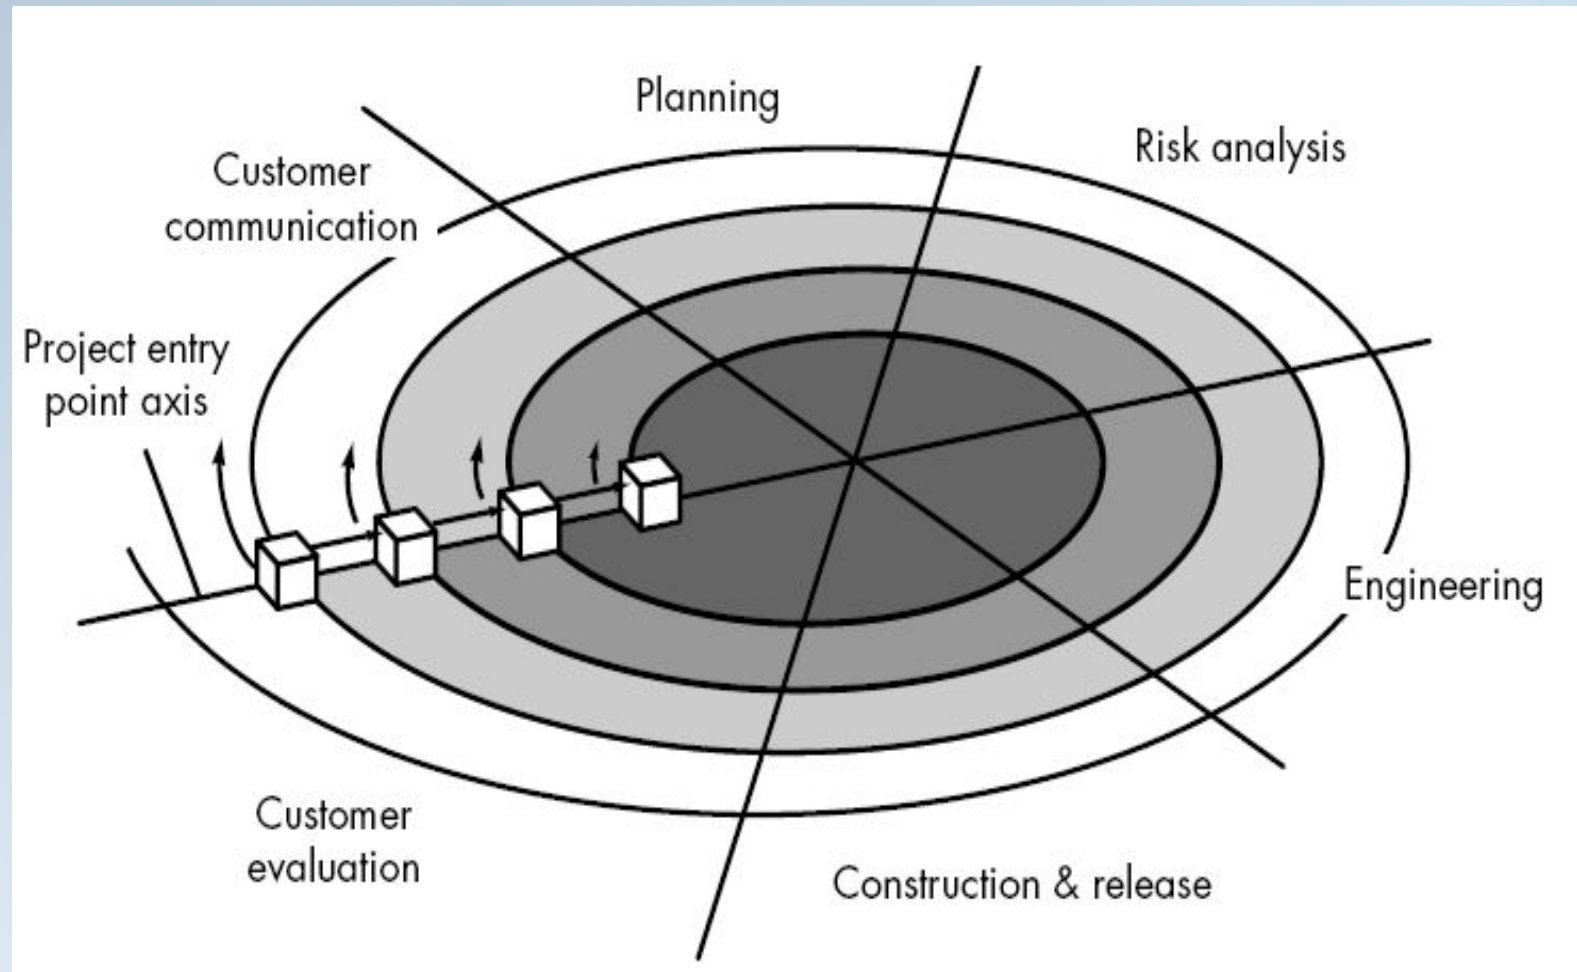 Planning
Risk analysis
Customer
communication
Project entry
point axis
Engineering
Customer
evaluation
Construction & release